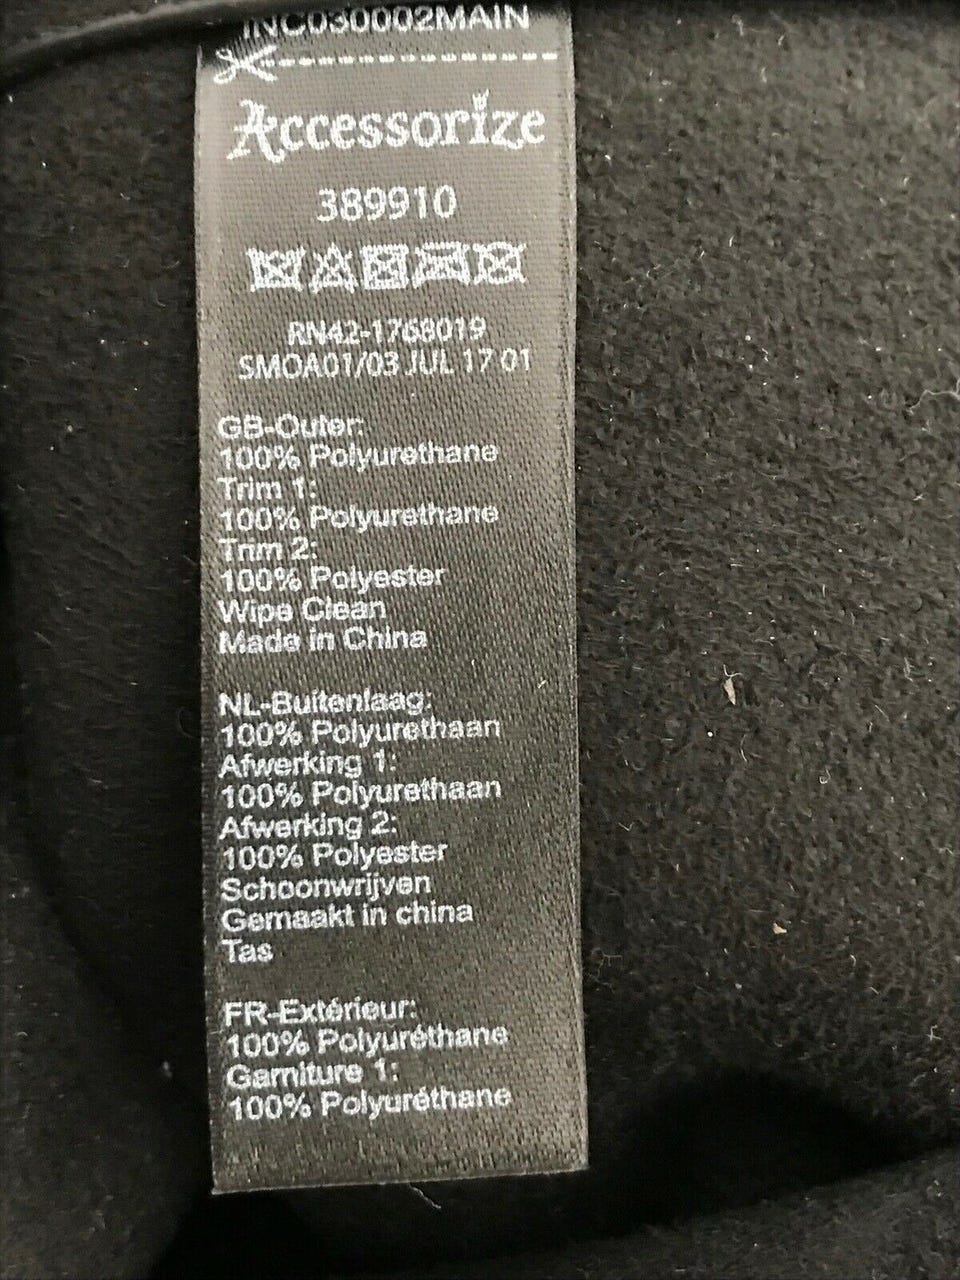 INC030002MAIN
Accessorize
389910
RN42-1768019
SMOA01/03 JUL 17 01
GB-Outer:
100% Polyurethane
Trim 1:
100% Polyurethane
Trim 2:
100% Polyester
Wipe Clean
Made in China
NL-Buitenlaag:
100% Polyurethaan
Afwerking 1:
100% Polyurethaan
Afwerking 2:
100% Polyester
Schoonwrijven
Gemaakt in china
Tas
FR-Extérieur:
100% Polyuréthane
Garniture 1:
100% Polyuréthane